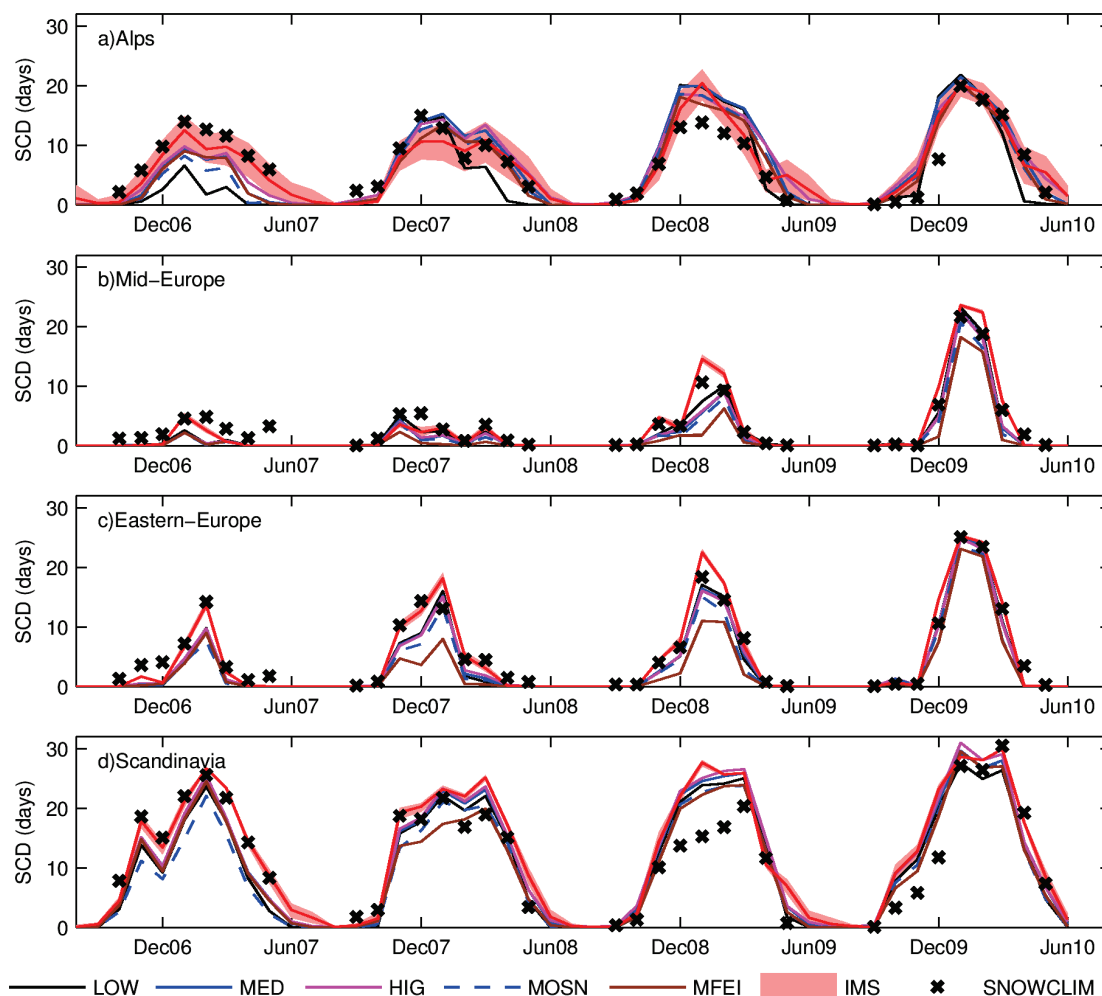 a)Alps
SCD (days)
30
20
10
0
Dec06 Jun07 Dec07 Jun08 Dec08 Jun09 Dec09 Jun10
b)Mid-Europe
SCD (days)
30
20
10
0
Dec06 Jun07 Dec07 Jun08 Dec08 Jun09 Dec09 Jun10
c)Eastern-Europe
SCD (days)
30
20
10
0
Dec06 Jun07 Dec07 Jun08 Dec08 Jun09 Dec09 Jun10
d)Scandinavia
SCD (days)
30
20
10
0
Dec06 Jun07 Dec07 Jun08 Dec08 Jun09 Dec09 Jun10
LOW MED HIG MOSN MFEI IMS SNOWCLIM